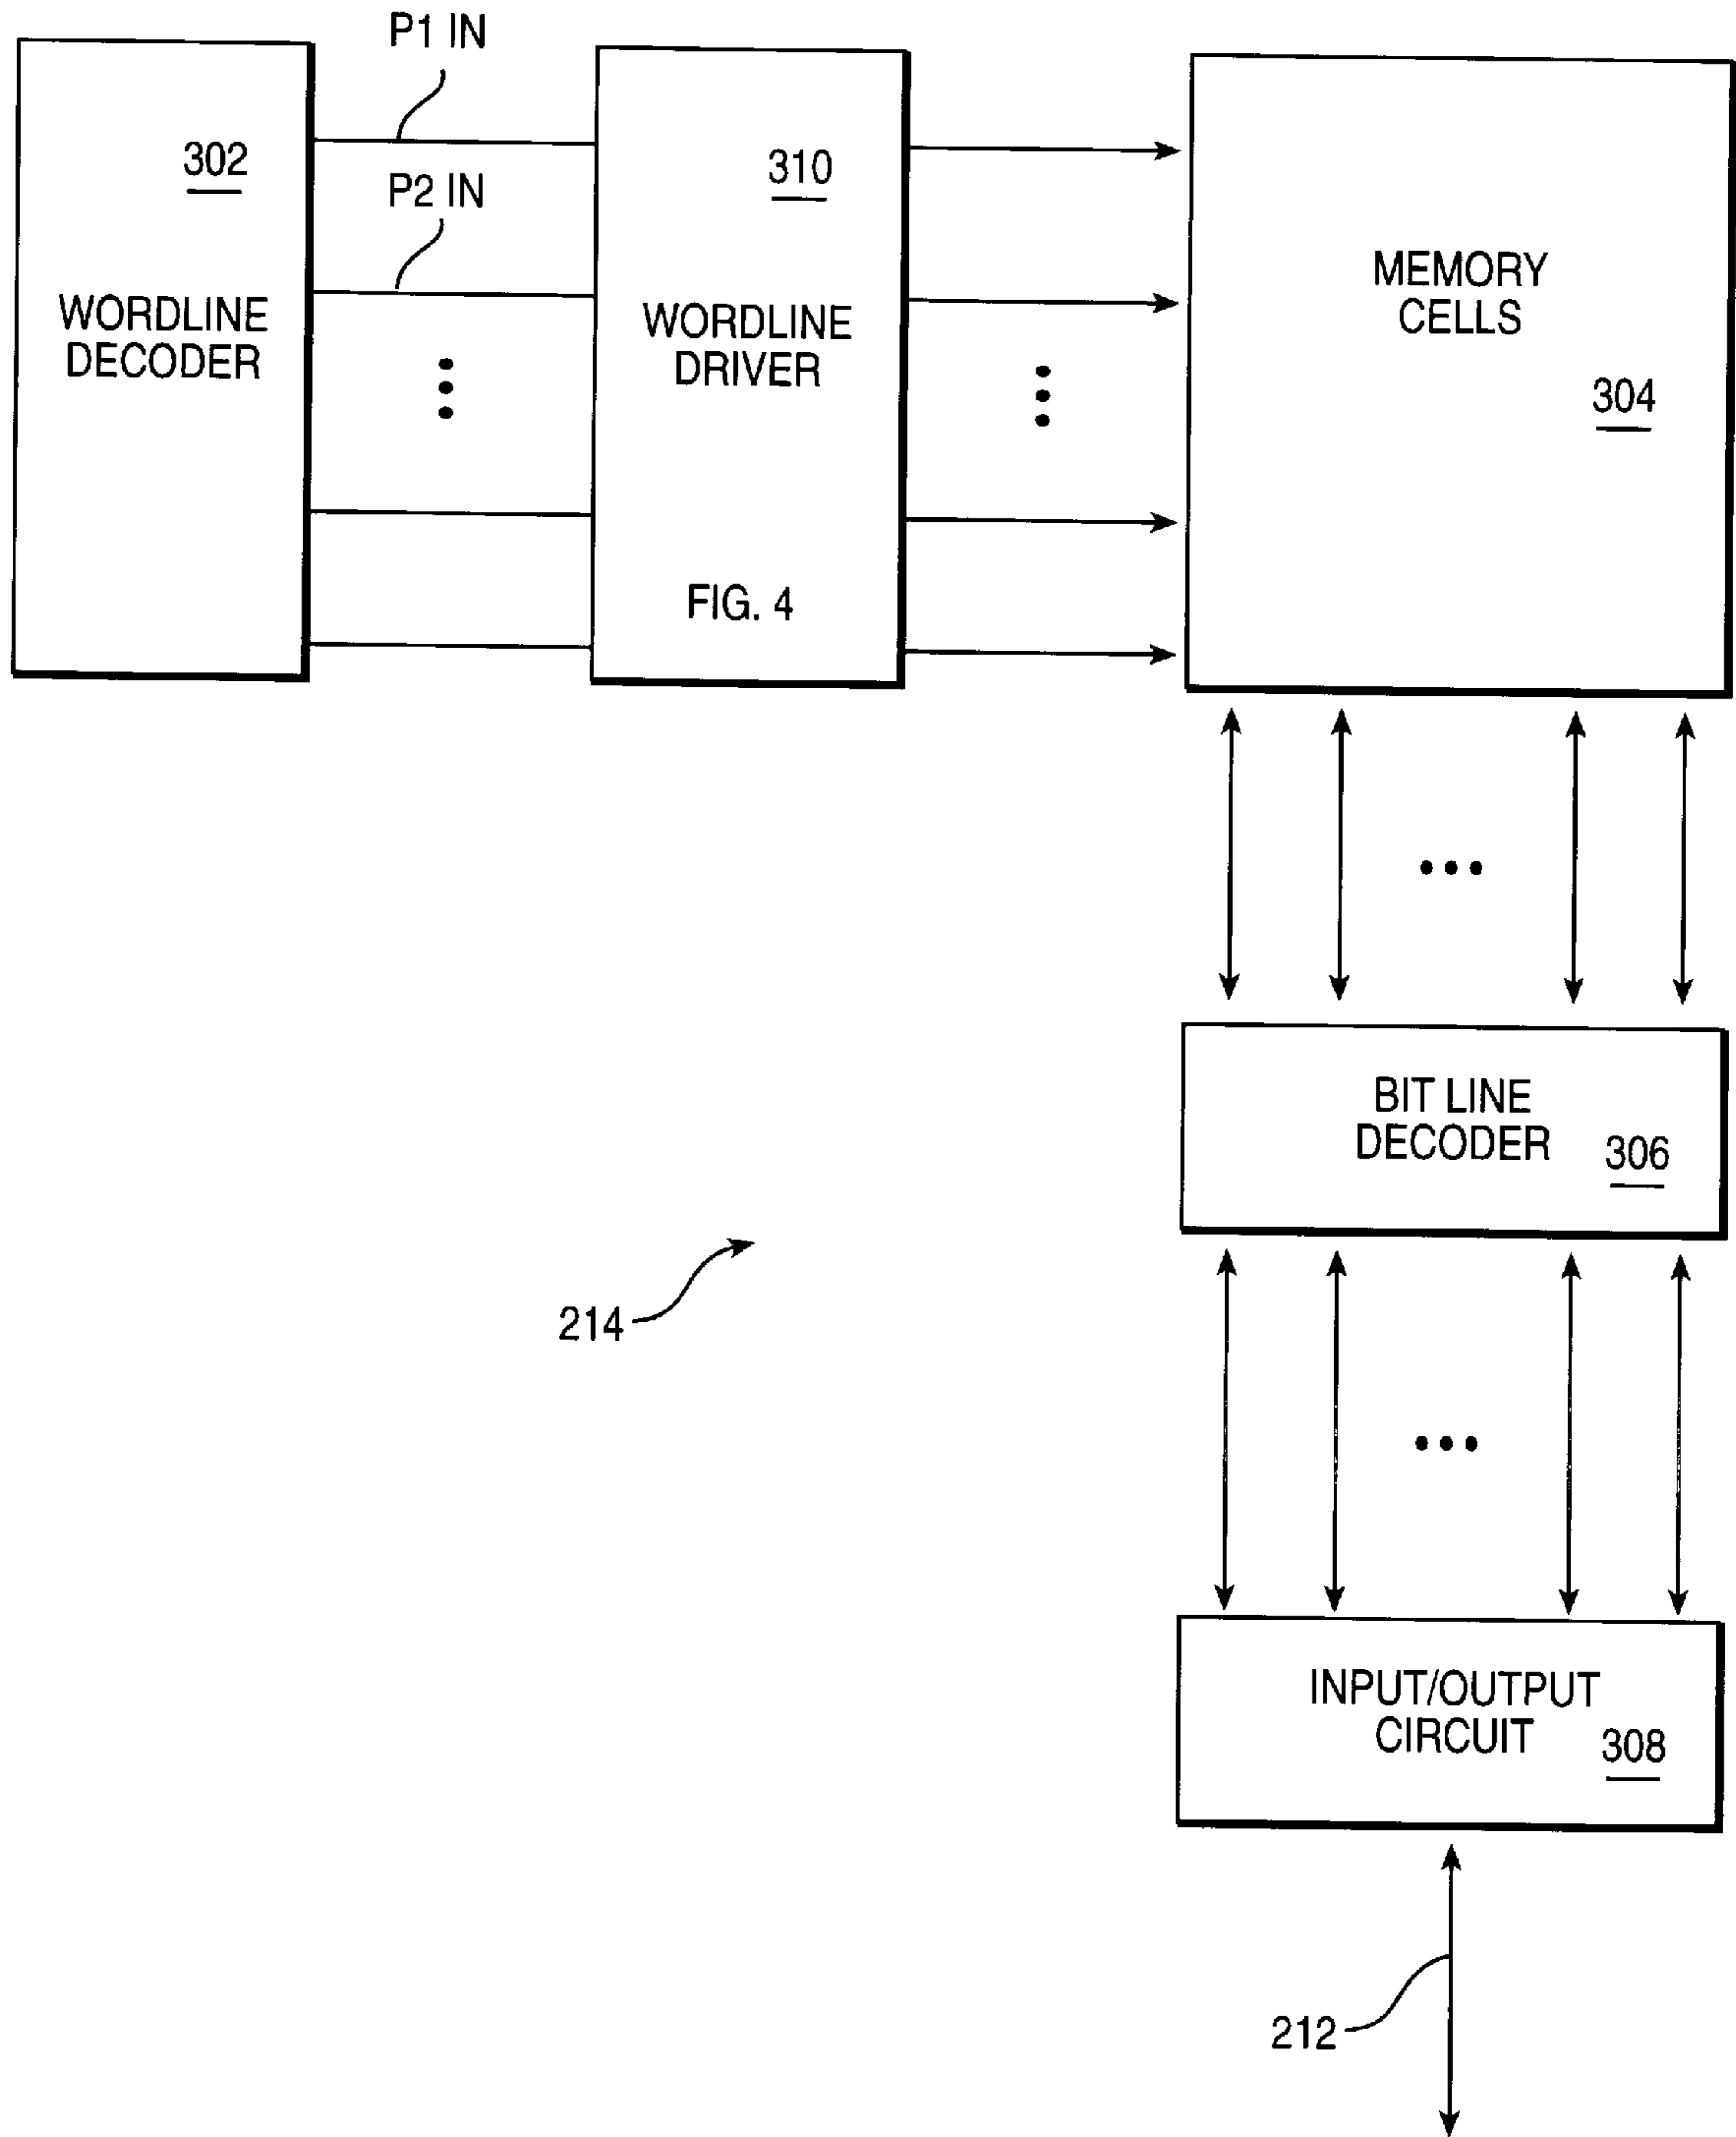 P1 IN
302
P2 IN
WORDLINE
DECODER
310
WORDLINE
DRIVER
FIG. 4
MEMORY
CELLS
304
BIT LINE
DECODER
306
214
INPUT/OUTPUT
CIRCUIT
308
212